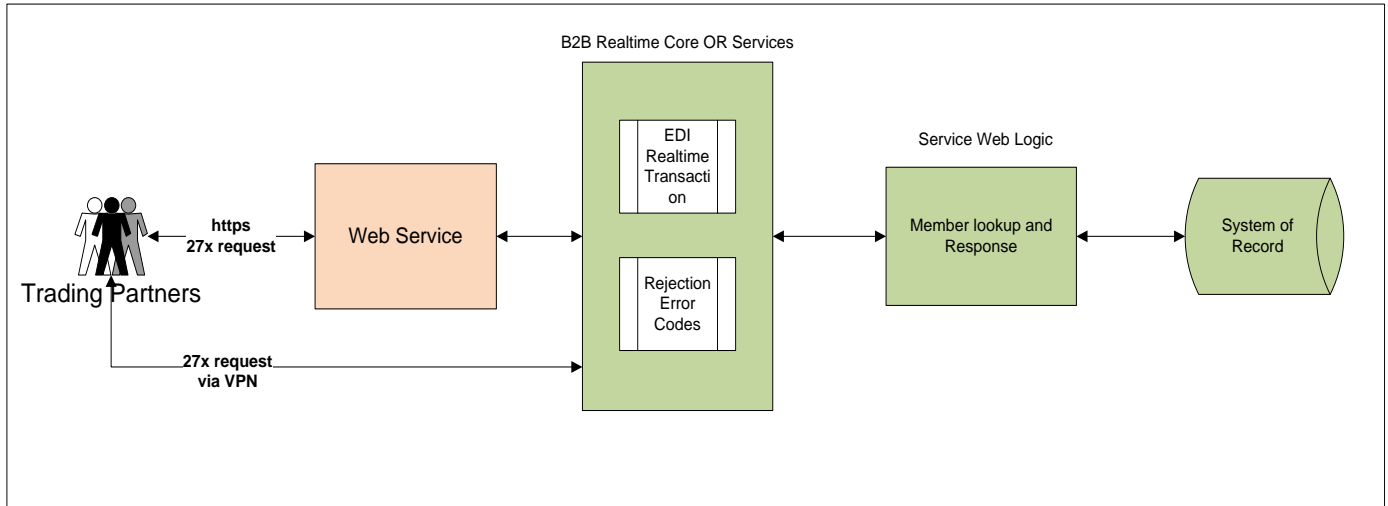 B2B Realtime Core OR Services
EDI
Realtime
Transacti
on
Service Web Logic
https
27x request
Web Service
Member lookup and
Response
System of
Record
Trading Partners
Rejection
Error
Codes
27x request
via VPN